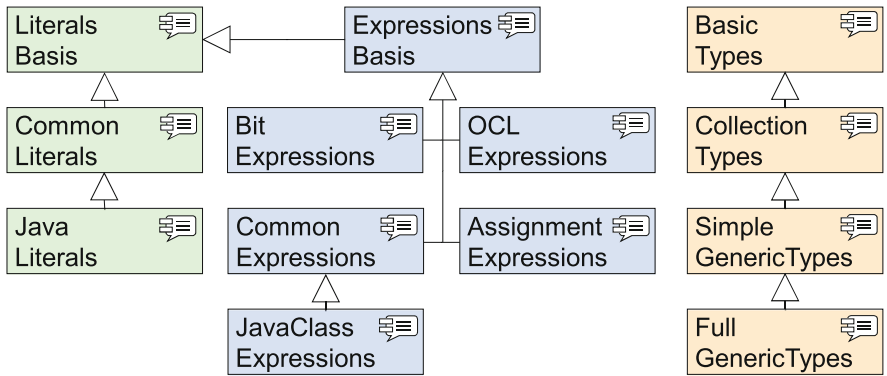 Literals
Basis
Expressions
Basis
Basic
Types
Common
Literals
Bit
Expressions
OCL
Expressions
Collection
Types
Java
Literals
Common
Expressions
Assignment
Expressions
Simple
GenericTypes
JavaClass
Expressions
Full
GenericTypes